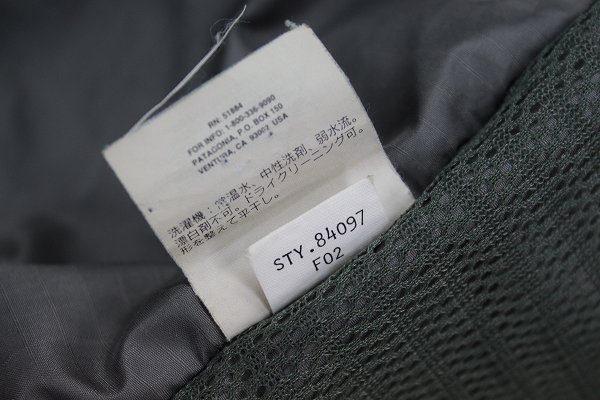 RN: 51884
FOR INFO: 1-800-336-9090
PATAGONIA, P.O. BOX 150
VENTURA, CA 93002, USA
洗濯機：常温水、中性洗剤、弱水流。
漂白剤不可。ドライクリーニング可。
形を整えて平干し。
STY.84097
F02